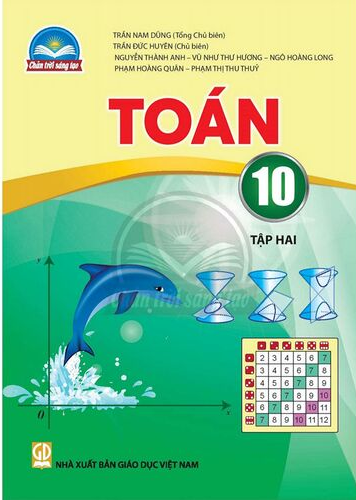 TRẦN NAM DŨNG (Tổng Chủ biên)
TRẦN ĐỨC HUYÊN (Chủ biên)
NGUYỄN THÀNH ANH – VŨ NHƯ THƯ HƯƠNG – NGÔ HOÀNG LONG
PHẠM HOÀNG QUÂN – PHẠM THỊ THU THUỶ
Chân trời sáng tạo
TOÁN
10
TẬP HAI
Chân trời sáng tạo
y
O
x
2 3 4 5 6 7
3 4 5 6 7 8
4 5 6 7 8 9
5 6 7 8 9 10
6 7 8 9 10 11
7 8 9 10 11 12
NHÀ XUẤT BẢN GIÁO DỤC VIỆT NAM